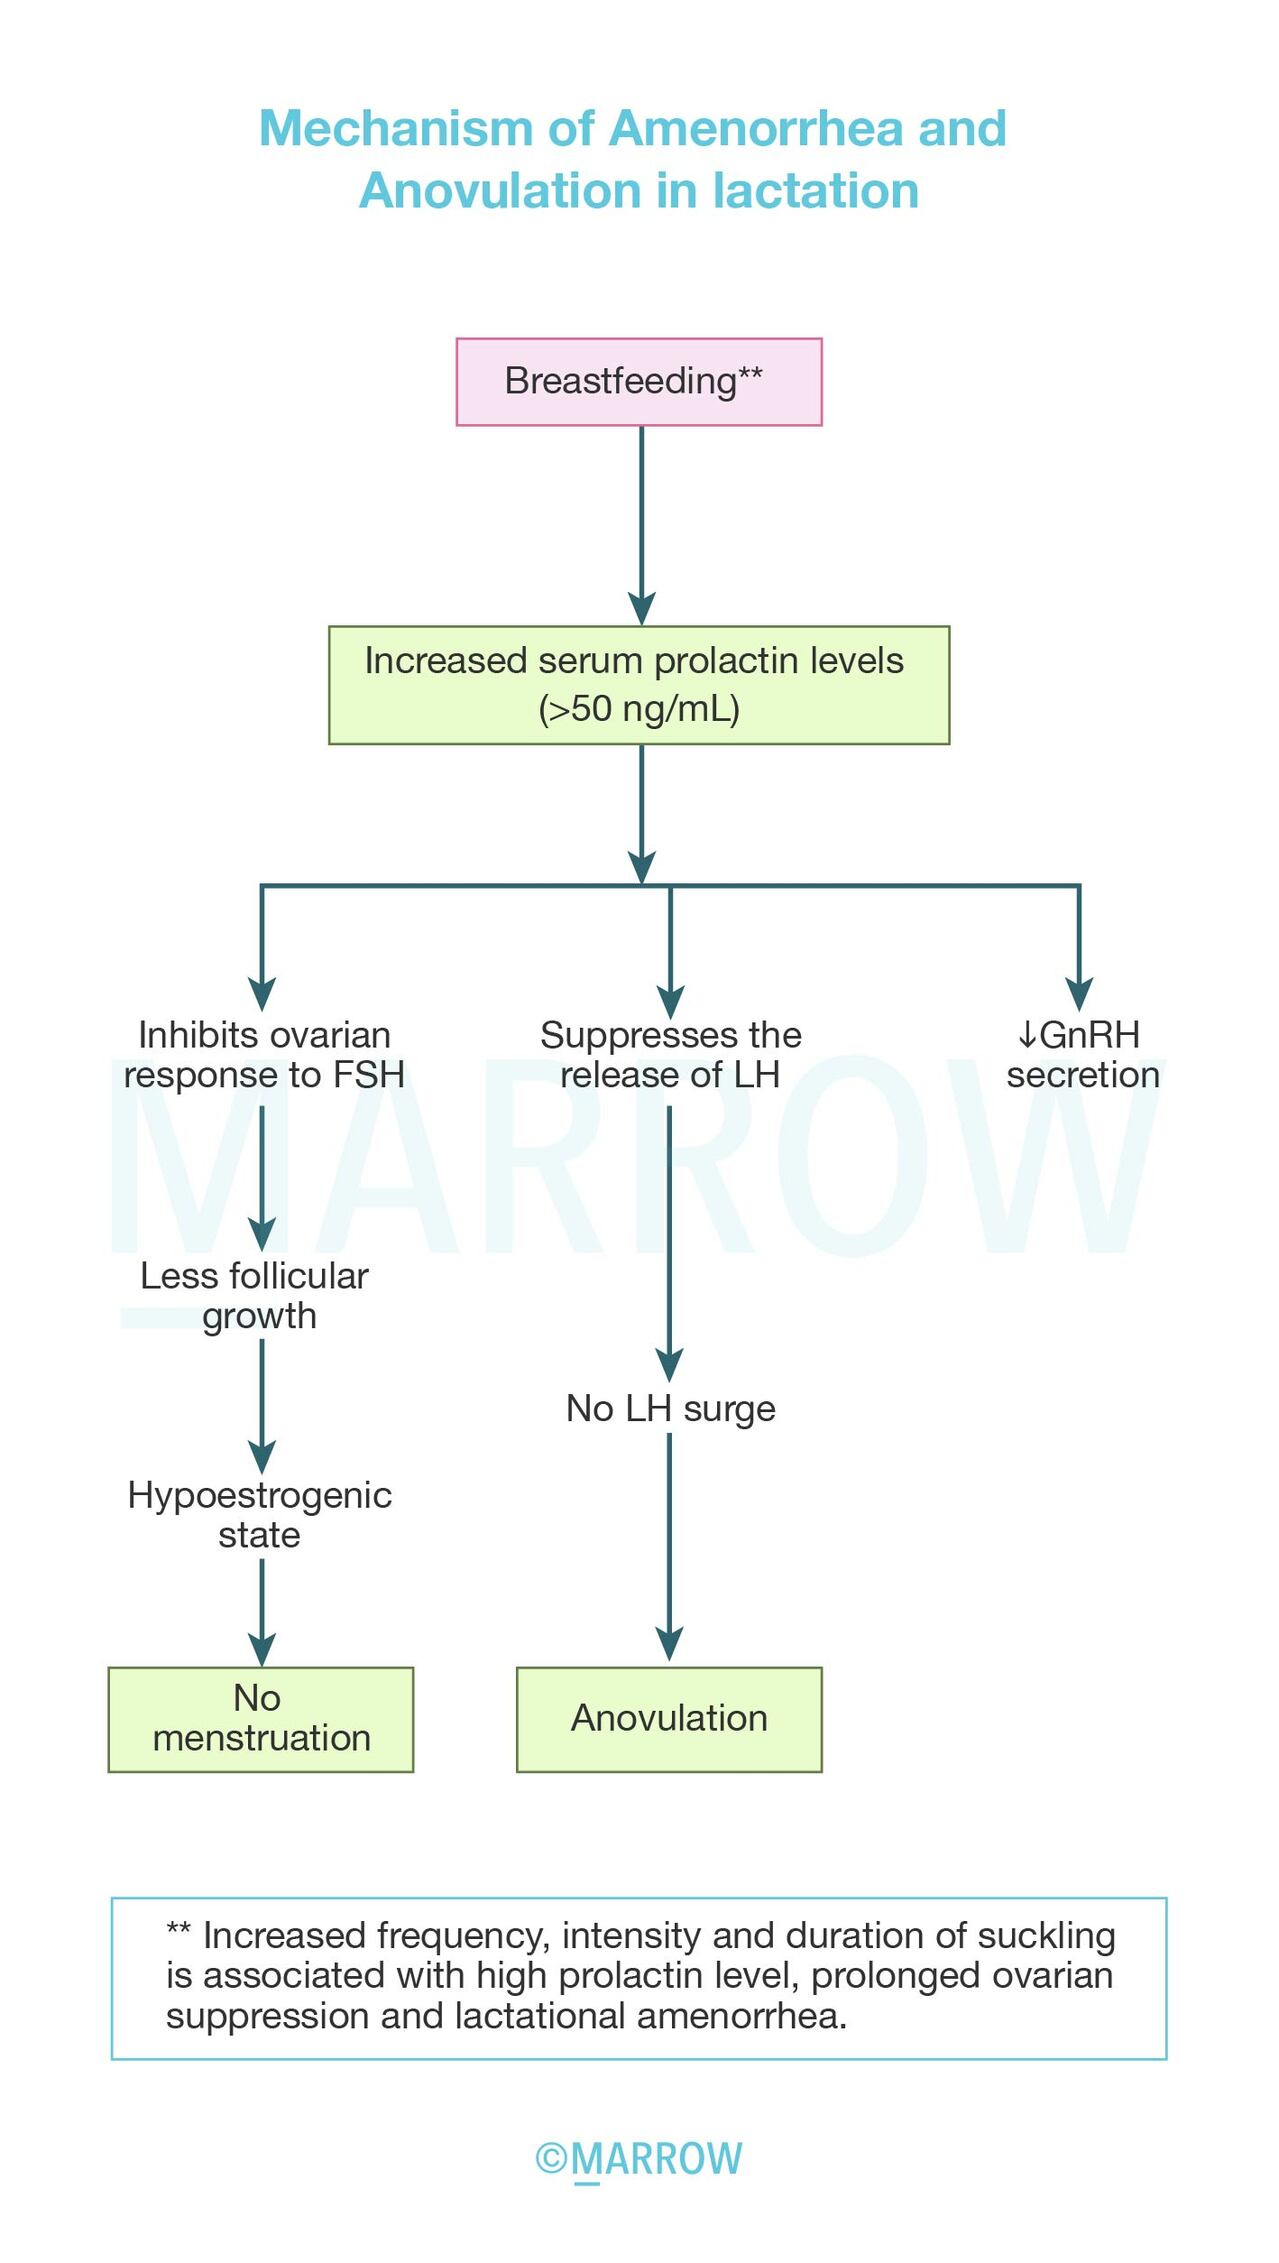 Mechanism of Amenorrhea and
Anovulation in lactation
Breastfeeding**
Increased serum prolactin levels
(>50 ng/mL)
Inhibits ovarian
response to FSH
Suppresses the
release of LH
↓GnRH
secretion
MARROW
Less follicular
growth
No LH surge
Hypoestrogenic
state
No
menstruation
Anovulation
** Increased frequency, intensity and duration of suckling
is associated with high prolactin level, prolonged ovarian
suppression and lactational amenorrhea.
©MARROW